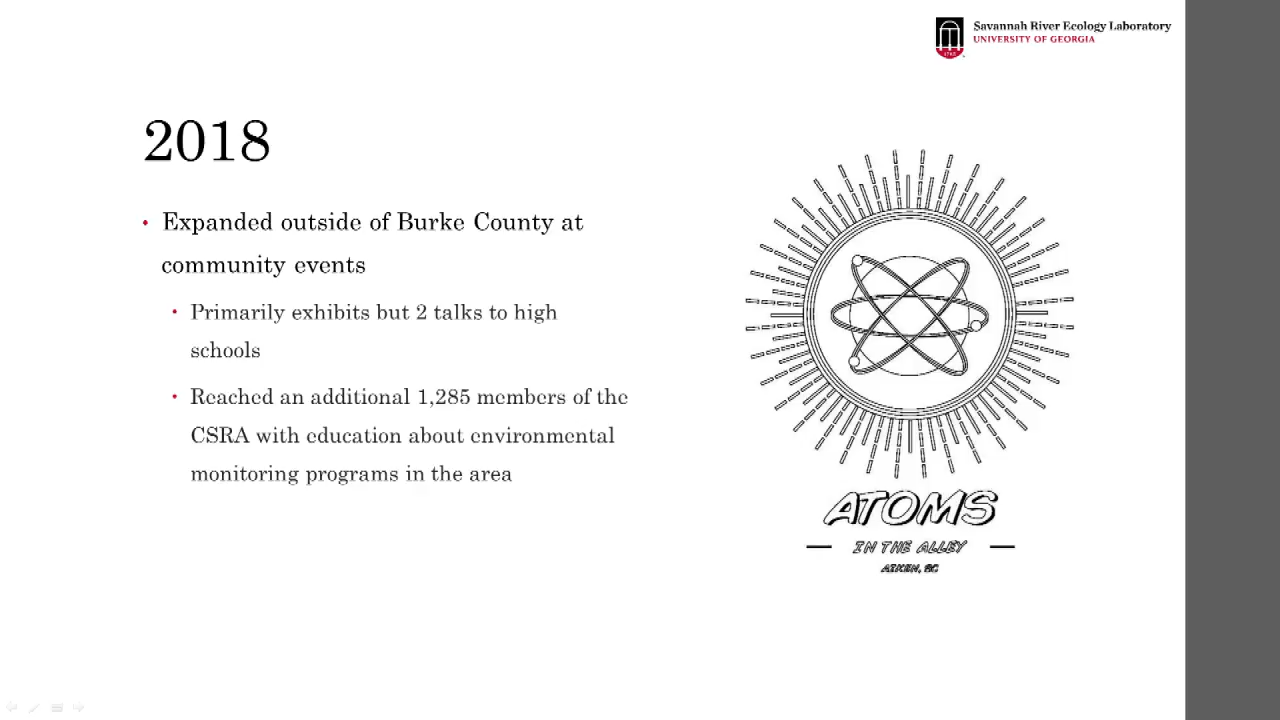 Savannah River Ecology Laboratory
UNIVERSITY OF GEORGIA
1785
2018
• Expanded outside of Burke County at
community events
• Primarily exhibits but 2 talks to high
schools
• Reached an additional 1,285 members of the
CSRA with education about environmental
monitoring programs in the area
ATOMS
IN THE ALLEY
AIKEN, SC